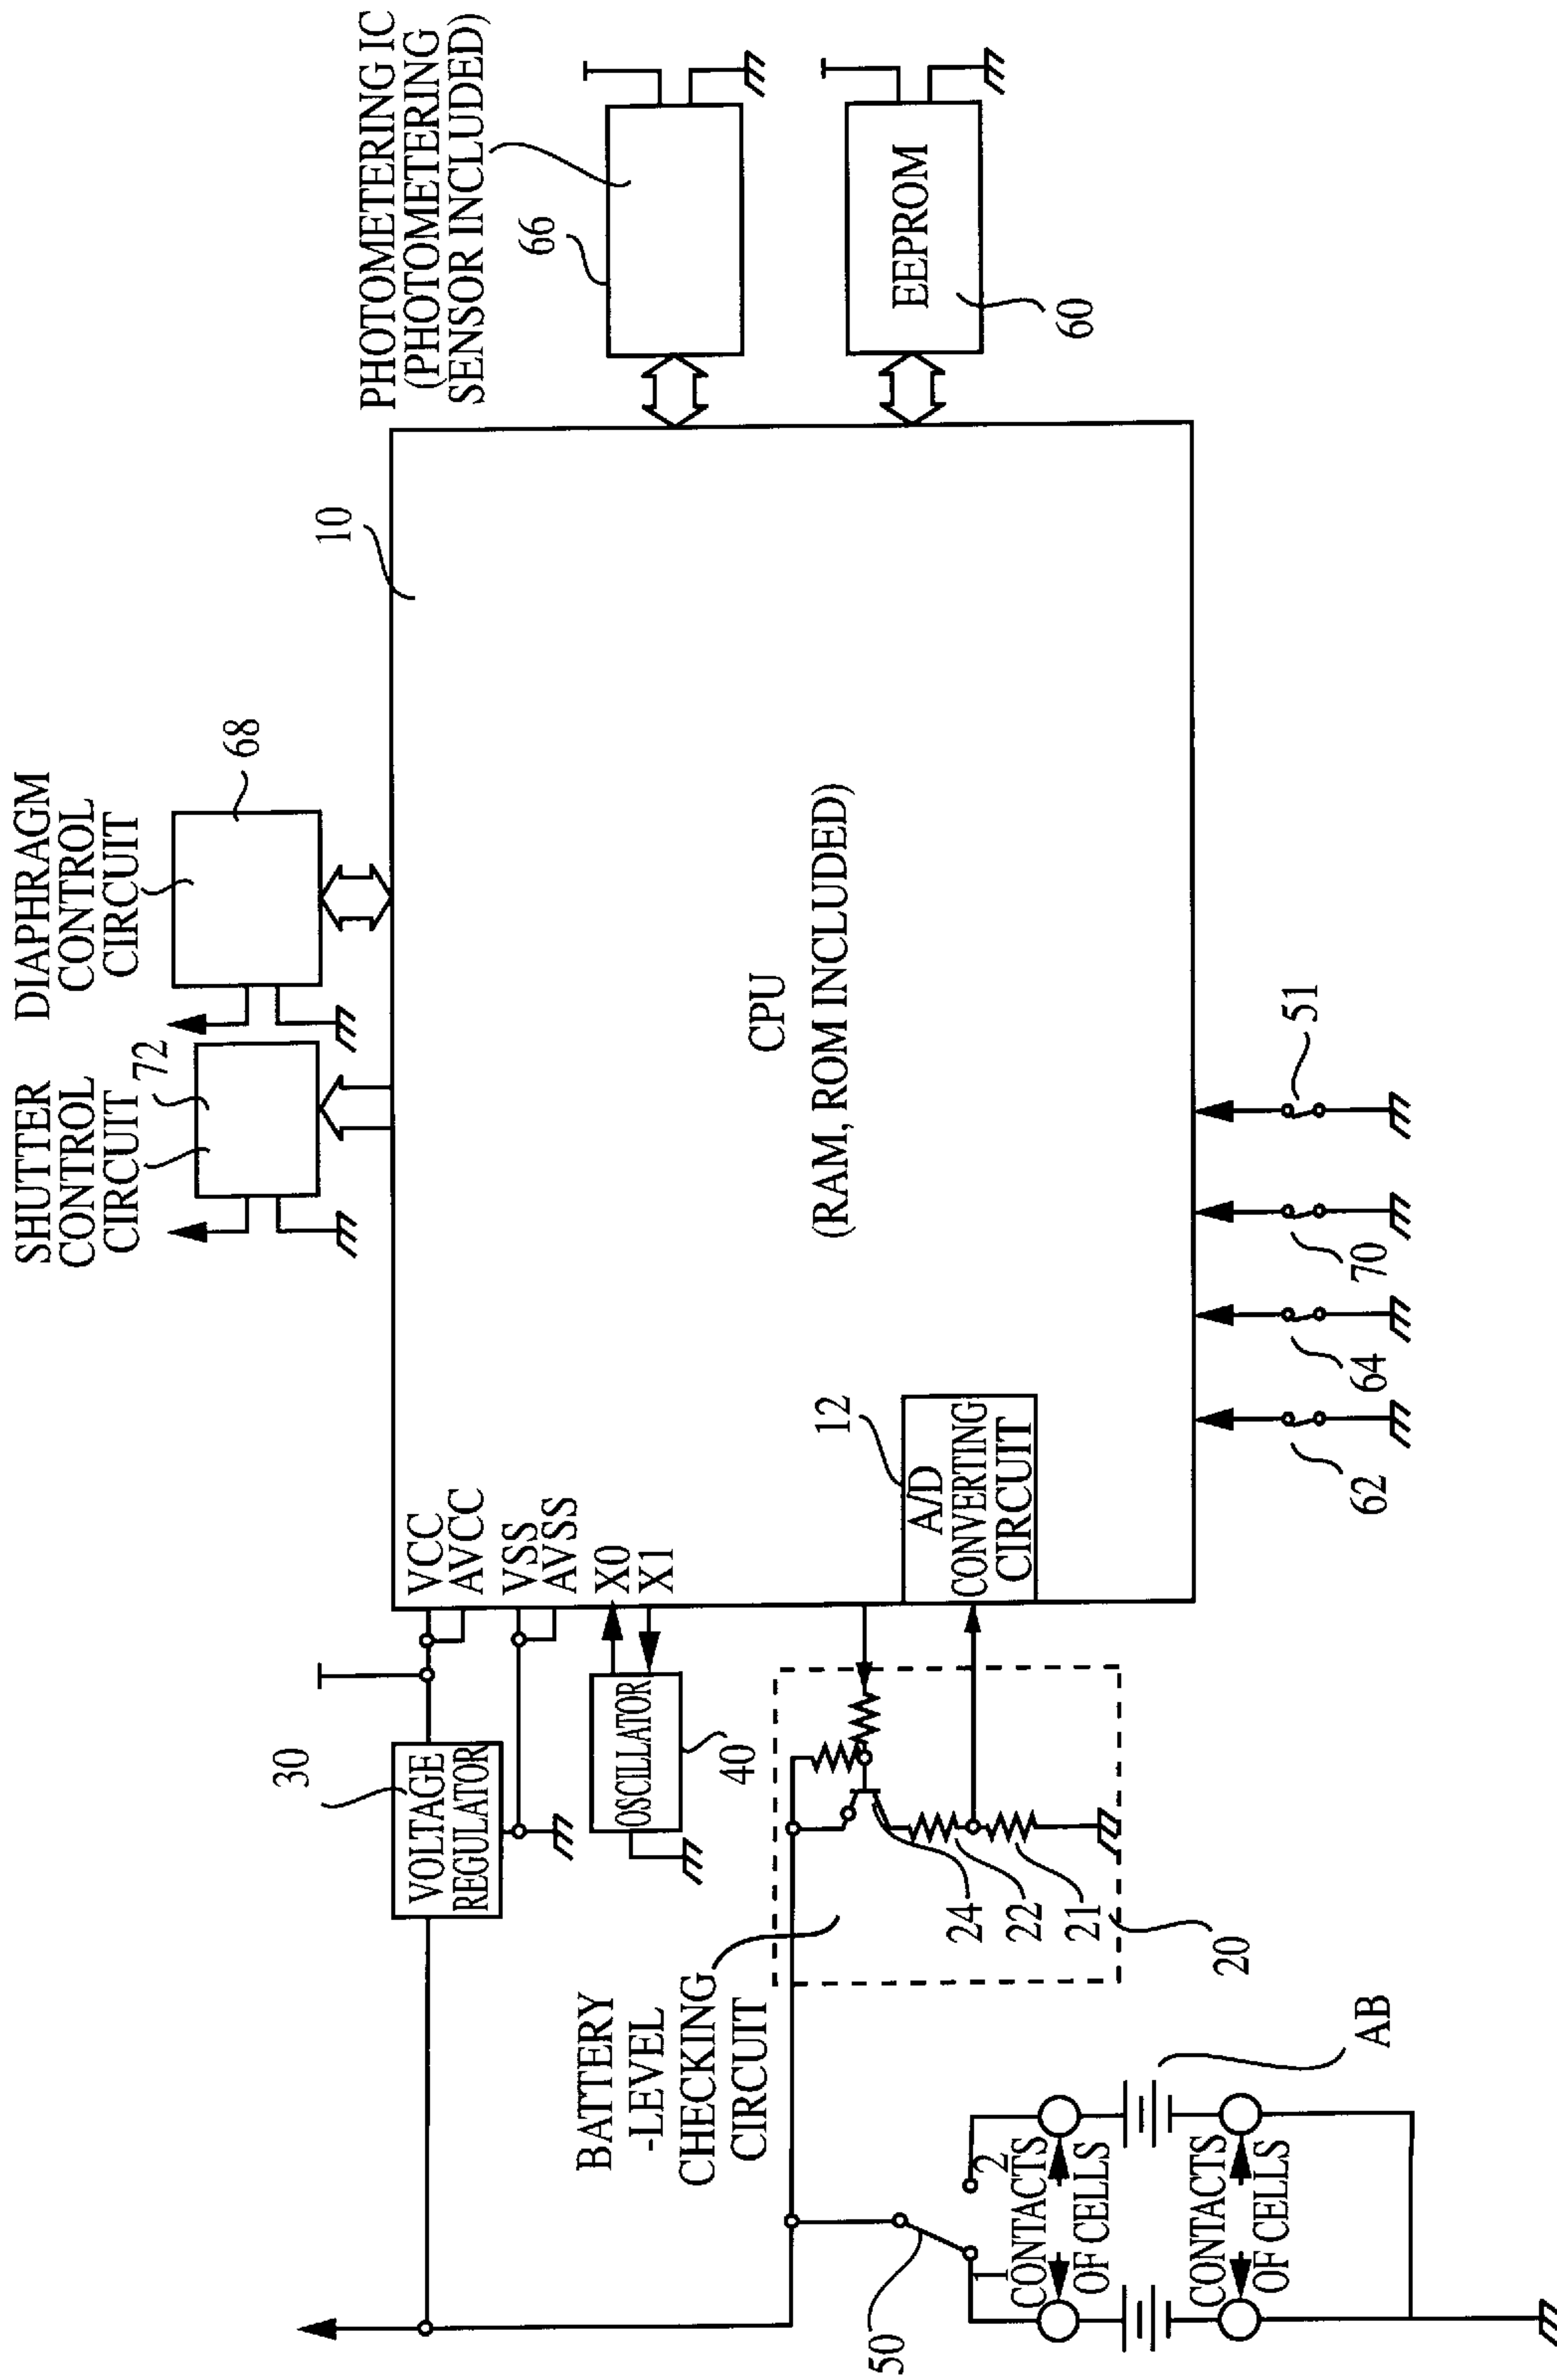 SHUTTER
CONTROL
CIRCUIT
72
DIAPHRAGM
CONTROL
CIRCUIT
68
10
PHOTOMETERING IC
(PHOTOMETERING
SENSOR INCLUDED)
66
EEPROM
60
30
VOLTAGE
REGULATOR
VCC
AVCC
VSS
AVSS
X0
X1
OSCILLATOR
40
CPU
(RAM, ROM INCLUDED)
12
A/D
CONVERTING
CIRCUIT
BATTERY
-LEVEL
CHECKING
CIRCUIT
24
22
21
20
50
1
2
CONTACTS
OF CELLS
CONTACTS
OF CELLS
AB
62
64
70
51